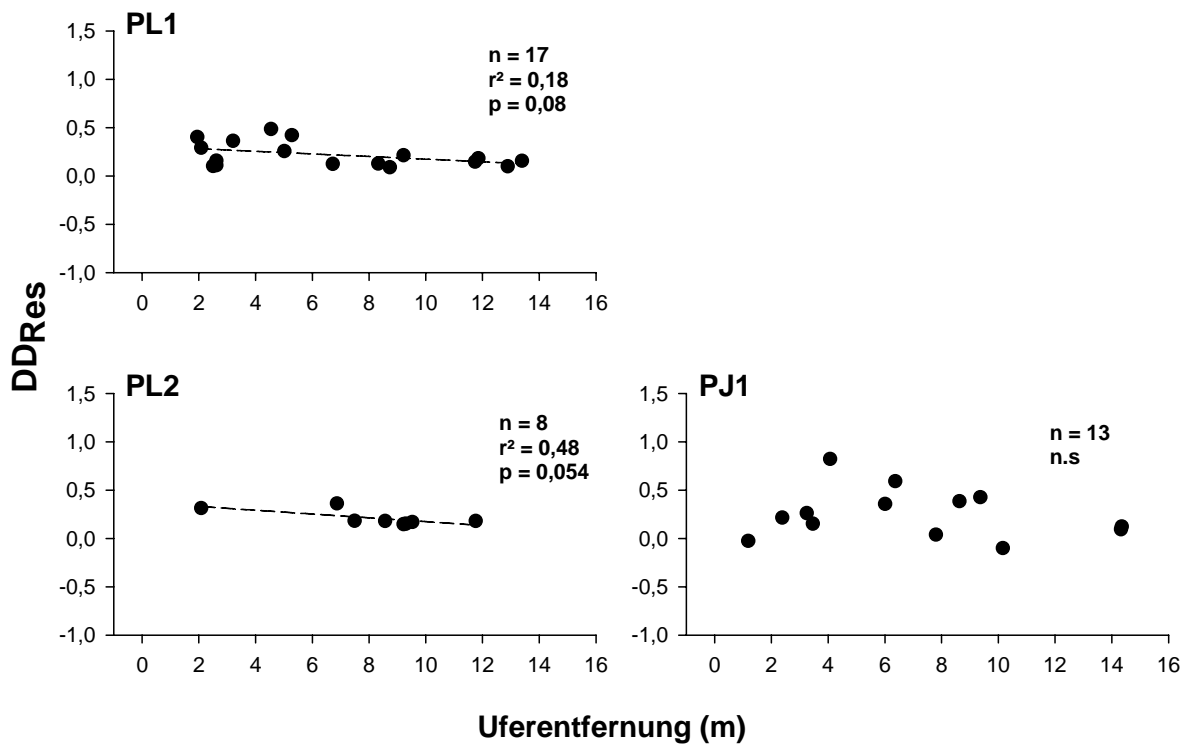 PL1
n = 17
r² = 0,18
p = 0,08
1,5
1,0
0,5
0,0
-0,5
-1,0
0 2 4 6 8 10 12 14 16
DDRes
PL2
n = 8
r² = 0,48
p = 0,054
1,5
1,0
0,5
0,0
-0,5
-1,0
0 2 4 6 8 10 12 14 16
PJ1
n = 13
n.s
1,5
1,0
0,5
0,0
-0,5
-1,0
0 2 4 6 8 10 12 14 16
Uferentfernung (m)